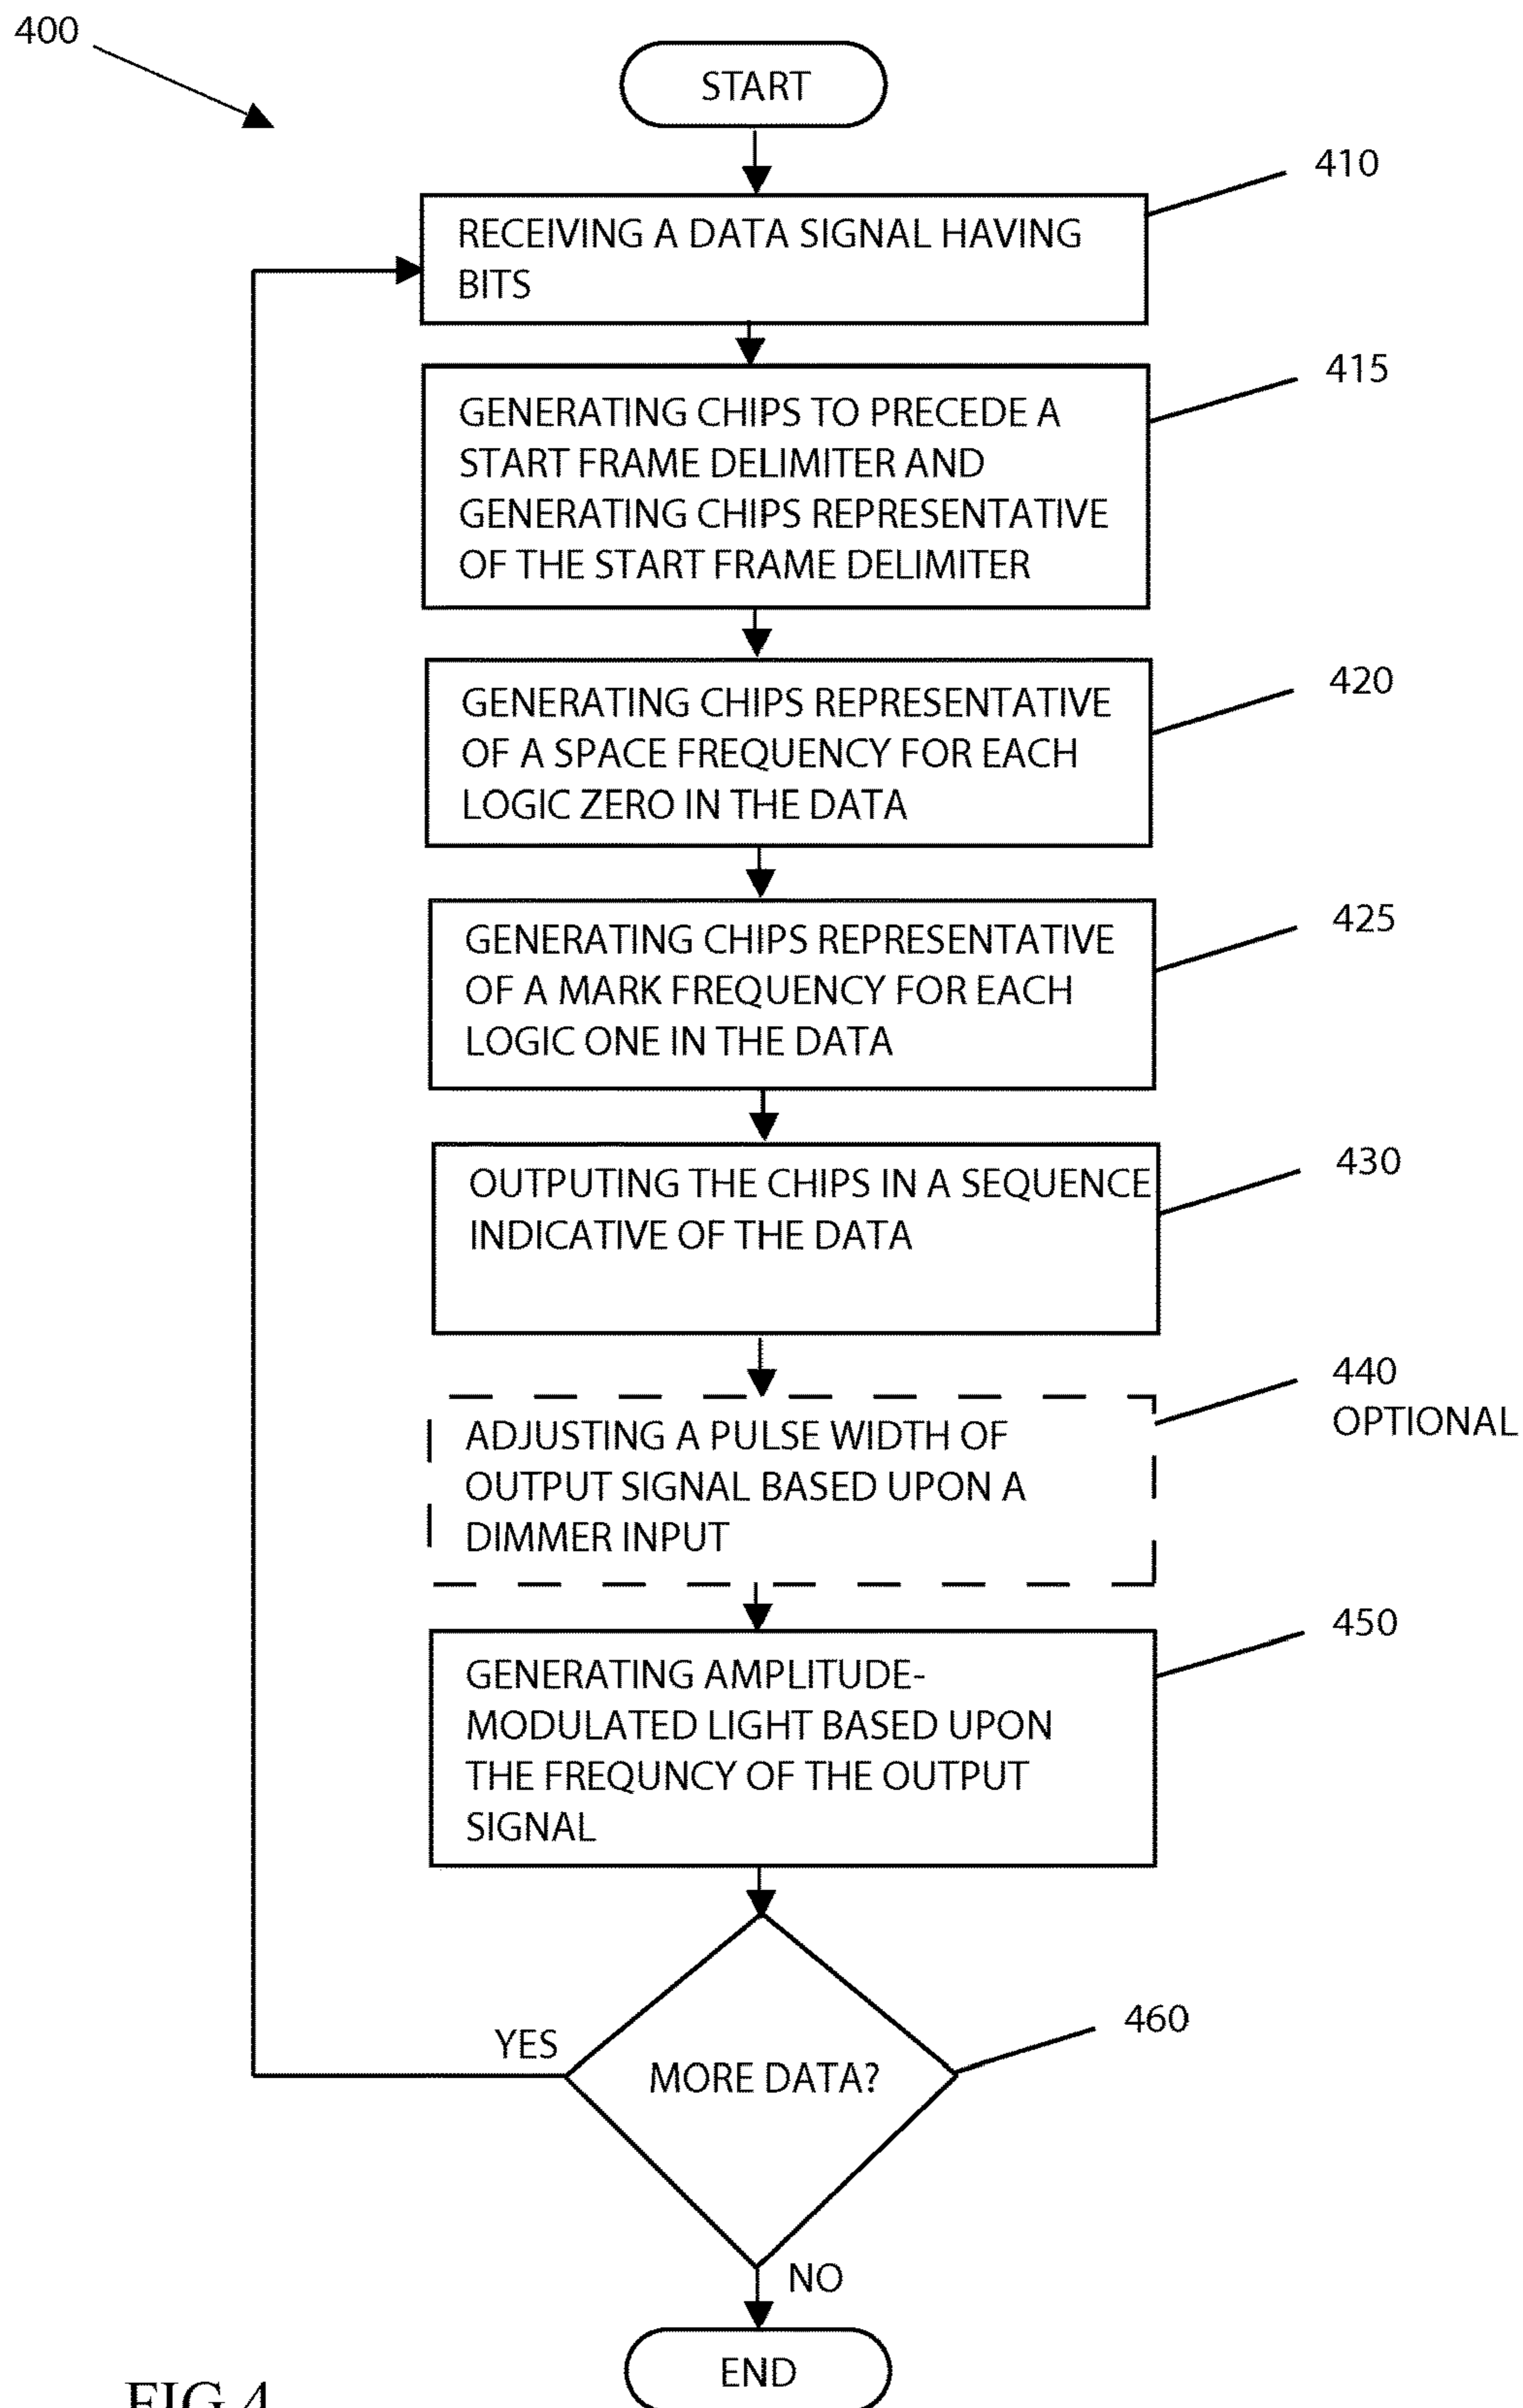 400
START
410
RECEIVING A DATA SIGNAL HAVING
BITS
415
GENERATING CHIPS TO PRECEDE A
START FRAME DELIMITER AND
GENERATING CHIPS REPRESENTATIVE
OF THE START FRAME DELIMITER
420
GENERATING CHIPS REPRESENTATIVE
OF A SPACE FREQUENCY FOR EACH
LOGIC ZERO IN THE DATA
425
GENERATING CHIPS REPRESENTATIVE
OF A MARK FREQUENCY FOR EACH
LOGIC ONE IN THE DATA
430
OUTPUTING THE CHIPS IN A SEQUENCE
INDICATIVE OF THE DATA
440
OPTIONAL
ADJUSTING A PULSE WIDTH OF
OUTPUT SIGNAL BASED UPON A
DIMMER INPUT
450
GENERATING AMPLITUDE-
MODULATED LIGHT BASED UPON
THE FREQUNCY OF THE OUTPUT
SIGNAL
460
YES
MORE DATA?
NO
END
FIG 4